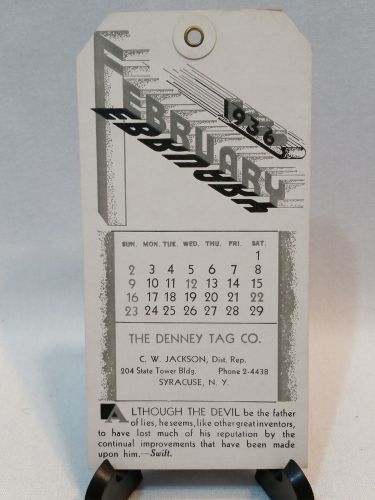 FEBRUARY
1936
SUN. MON. TUE. WED. THU. FRI. SAT.
1
2 3 4 5 6 7 8
9 10 11 12 13 14 15
16 17 18 19 20 21 22
23 24 25 26 27 28 29
THE DENNEY TAG CO.
C. W. JACKSON, Dist. Rep.
204 State Tower Bldg. Phone 2-4438
SYRACUSE, N. Y.
ALTHOUGH THE DEVIL be the father
of lies, he seems, like other great inventors,
to have lost much of his reputation by the
continual improvements that have been made
upon him.—Swift.